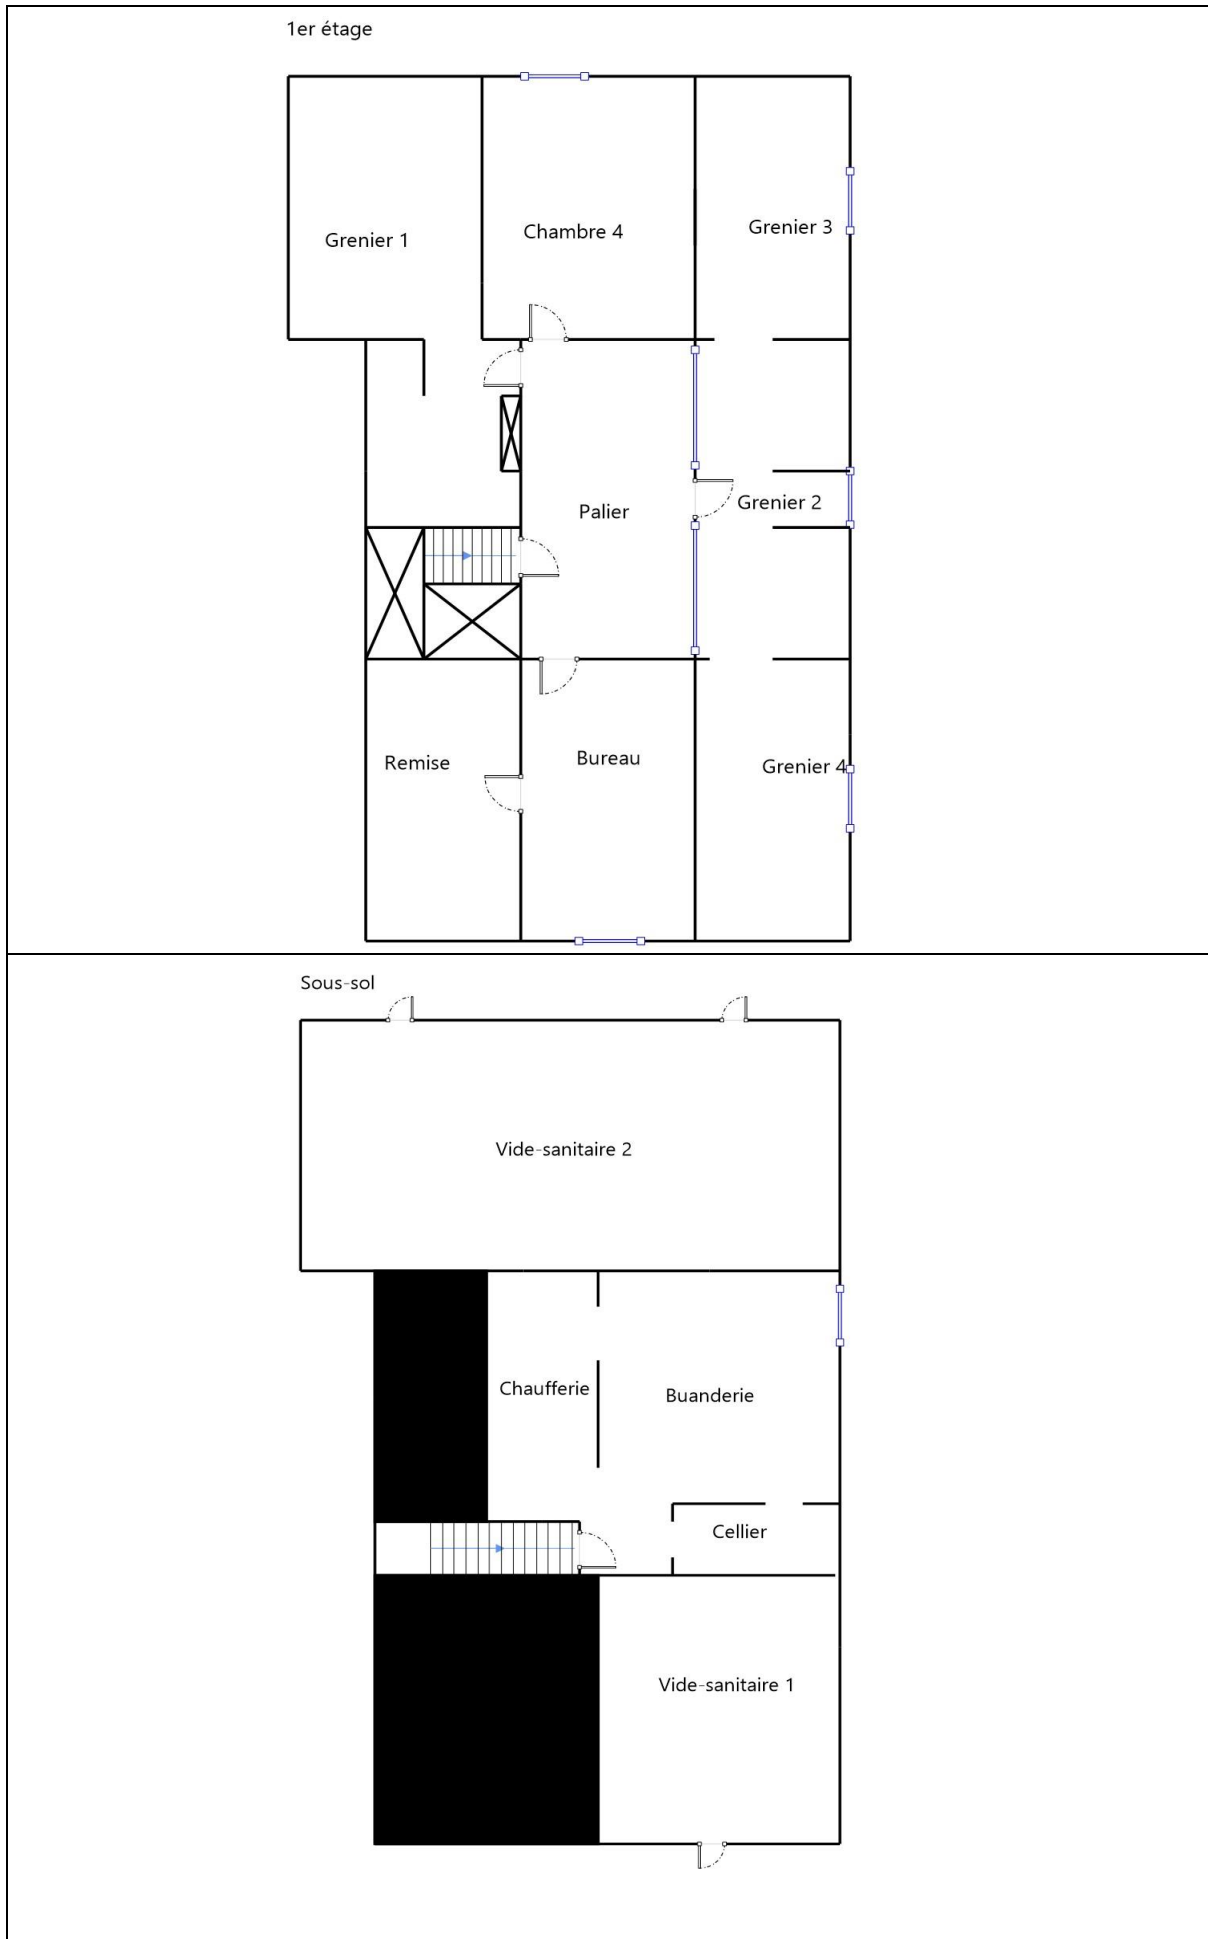 1er étage
Grenier 1
Chambre 4
Grenier 3
Palier
Grenier 2
Remise
Bureau
Grenier 4
Sous-sol
Vide-sanitaire 2
Chaufferie
Buanderie
Cellier
Vide-sanitaire 1